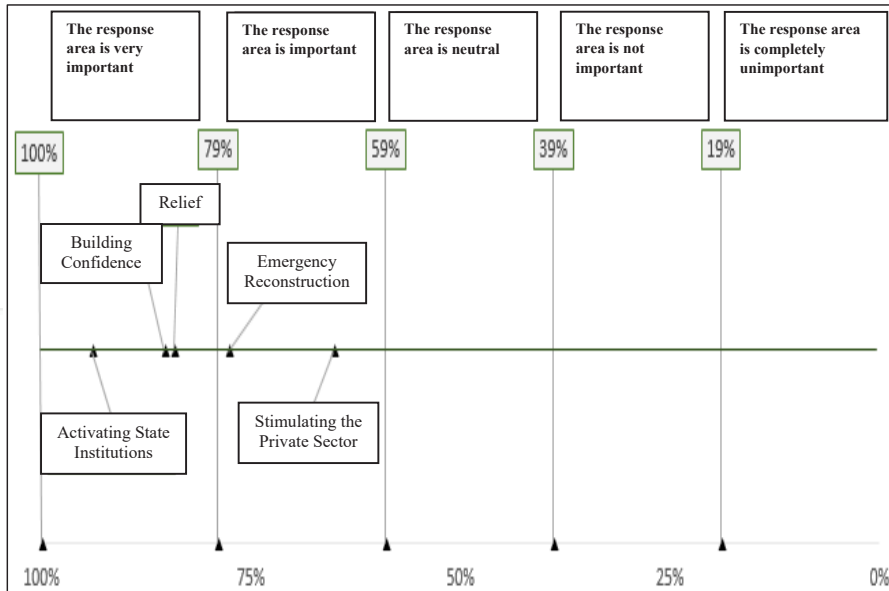 The response
area is very
important
The response
area is important
The response
area is neutral
The response
area is not
important
The response area
is completely
unimportant
100%
79%
59%
39%
19%
Relief
Building
Confidence
Emergency
Reconstruction
Activating State
Institutions
Stimulating the
Private Sector
100%
75%
50%
25%
0%